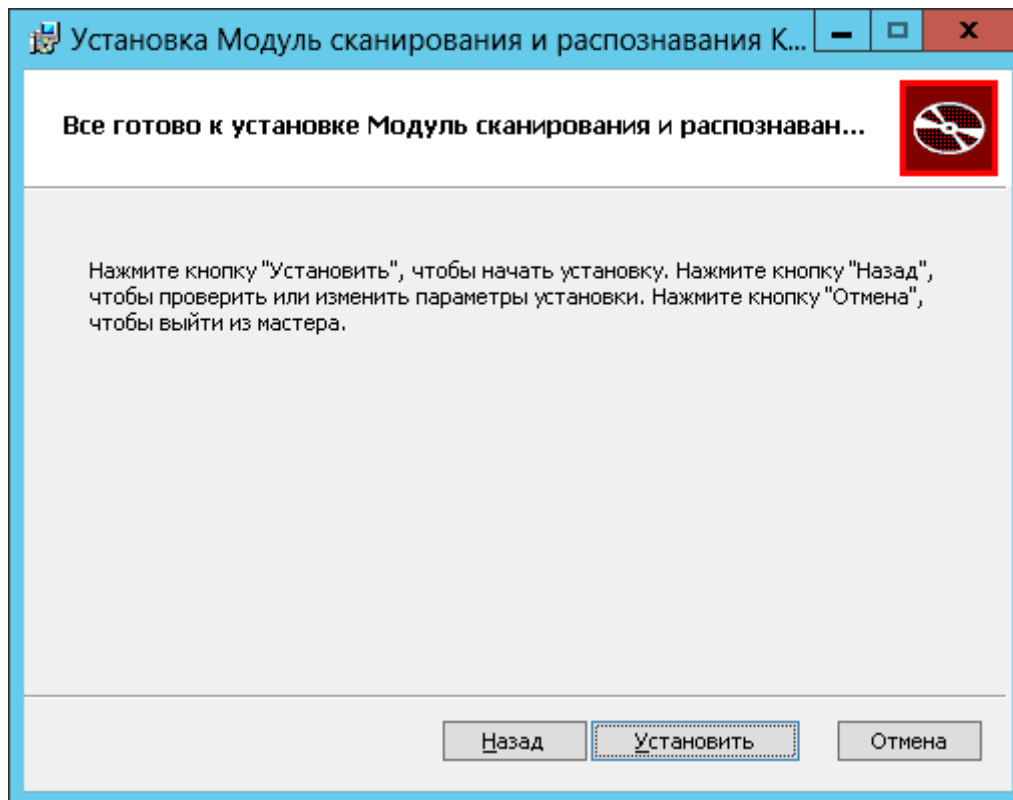 Установка Модуль сканирования и распознавания К...
Все готово к установке Модуль сканирования и распознаван...
Нажмите кнопку "Установить", чтобы начать установку. Нажмите кнопку "Назад",
чтобы проверить или изменить параметры установки. Нажмите кнопку "Отмена",
чтобы выйти из мастера.
Назад
Установить
Отмена